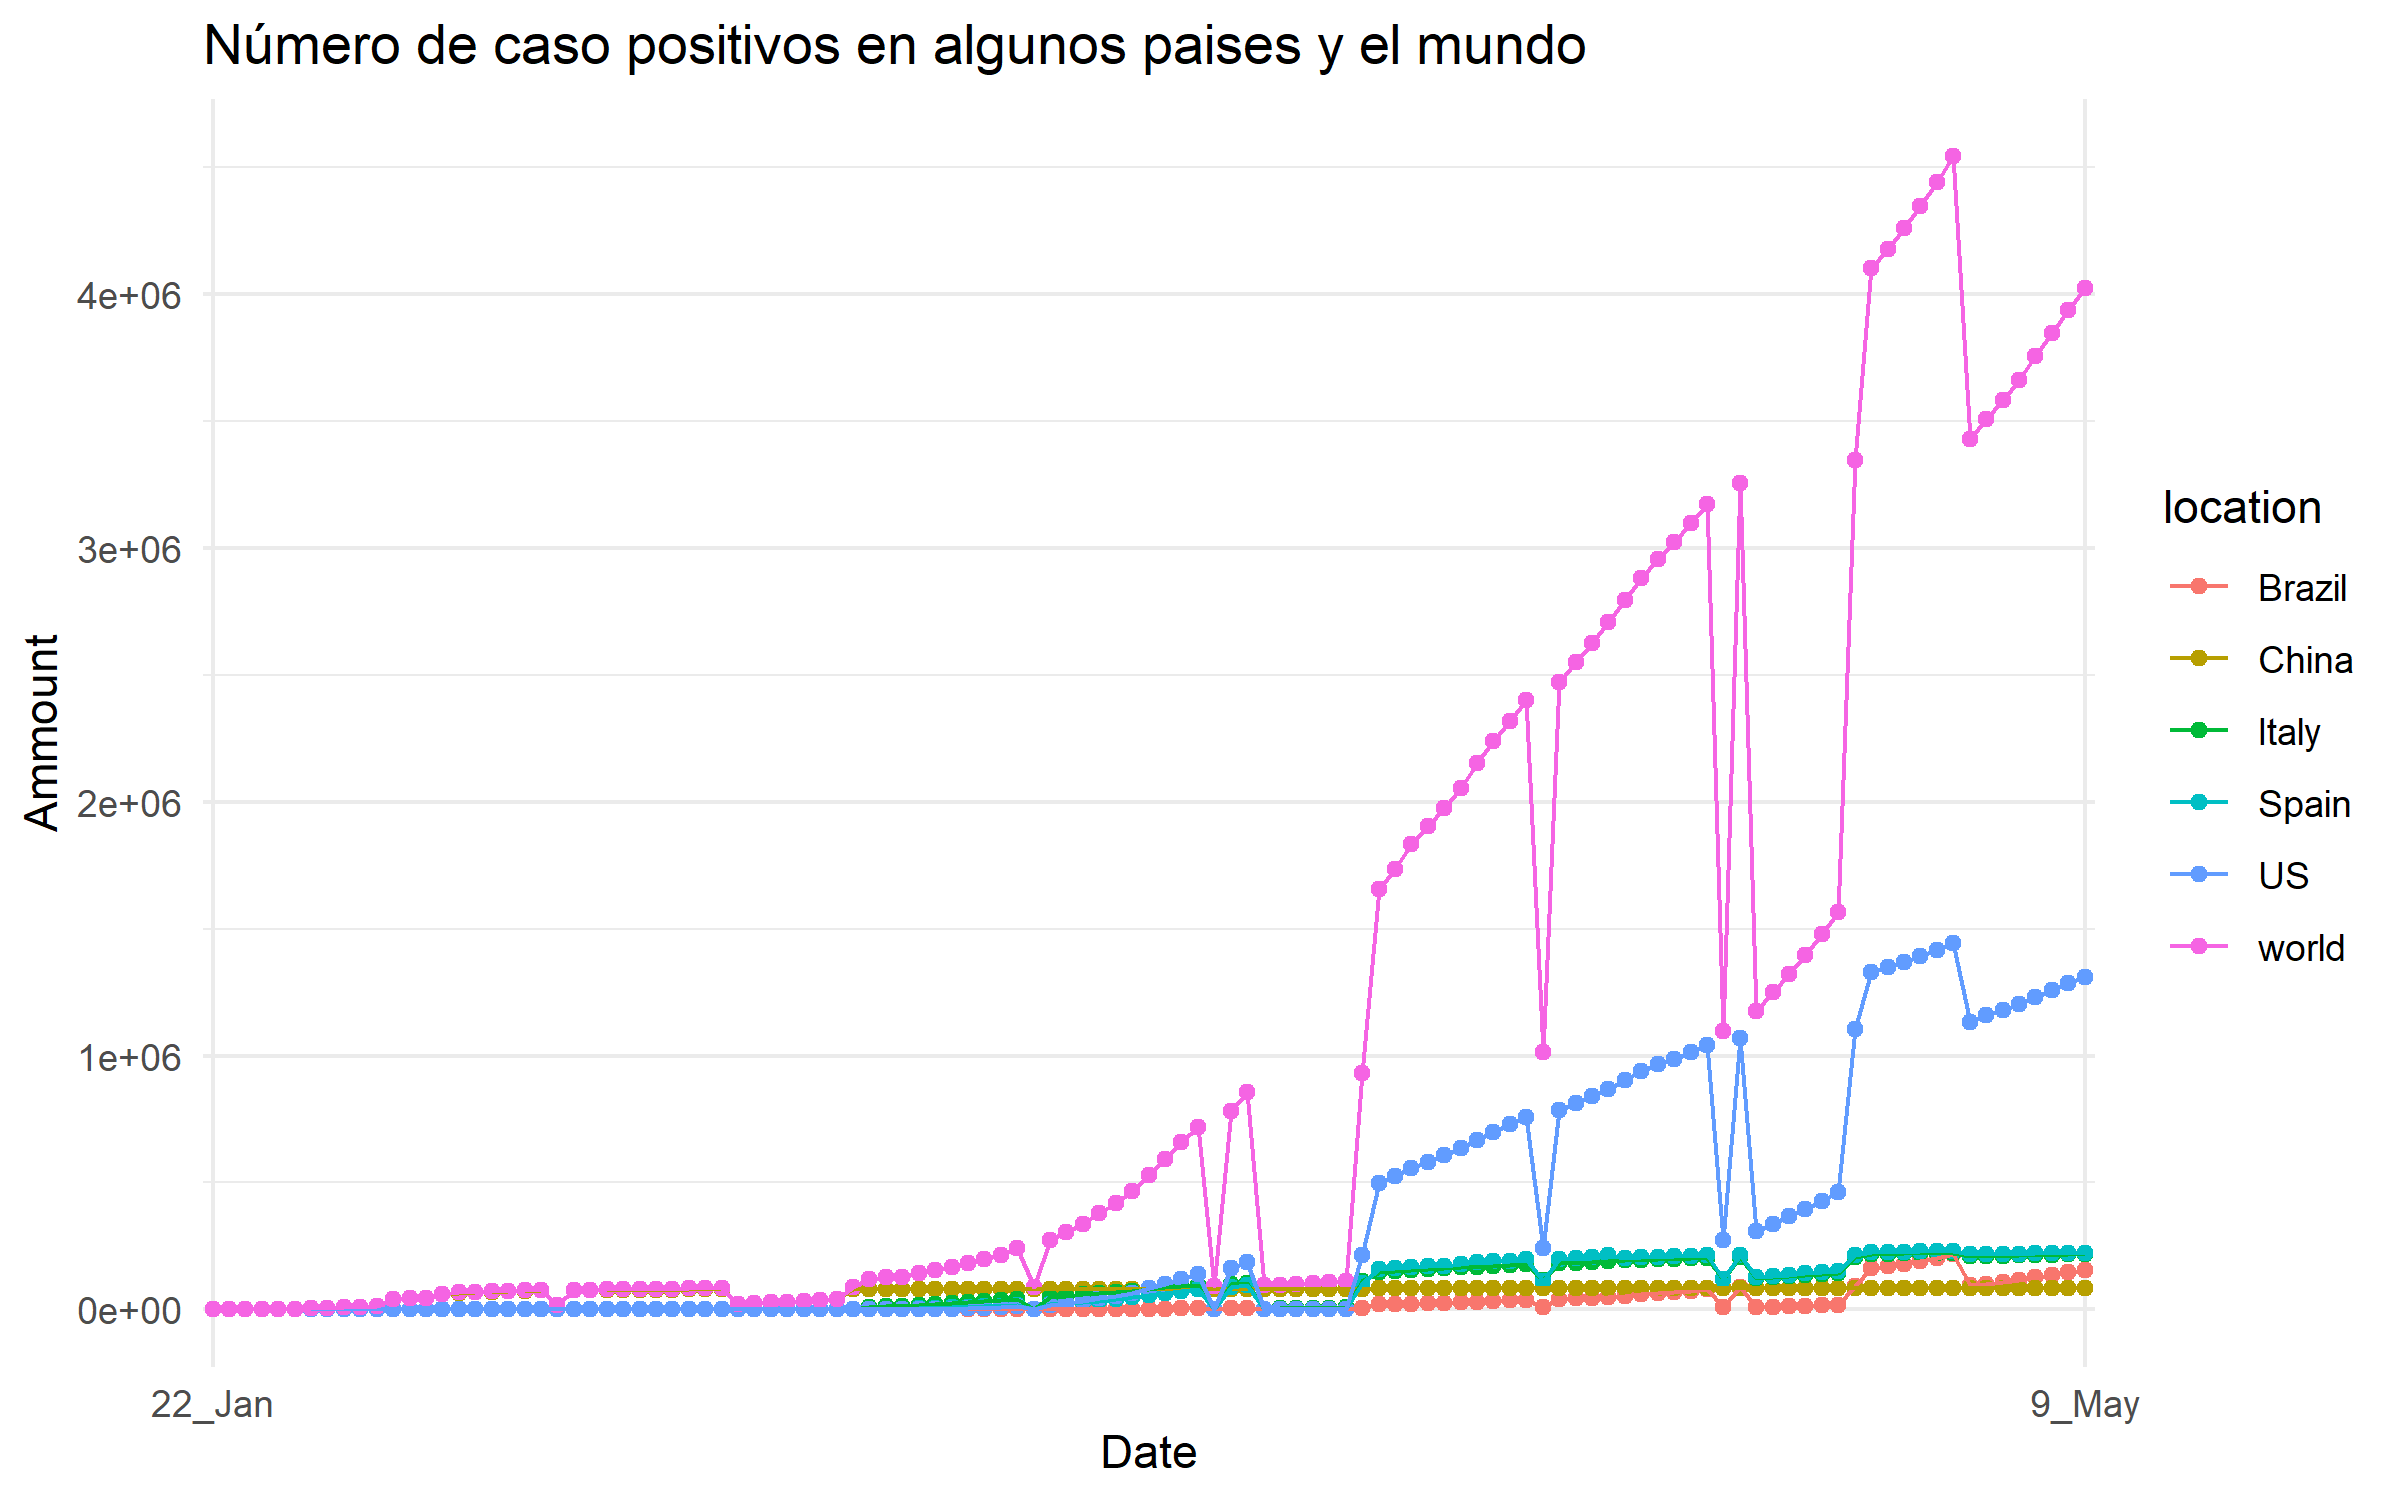 Número de caso positivos en algunos paises y el mundo
Ammount
4e+06
3e+06
2e+06
1e+06
0e+00
22_Jan
9_May
Date
location
Brazil
China
Italy
Spain
US
world